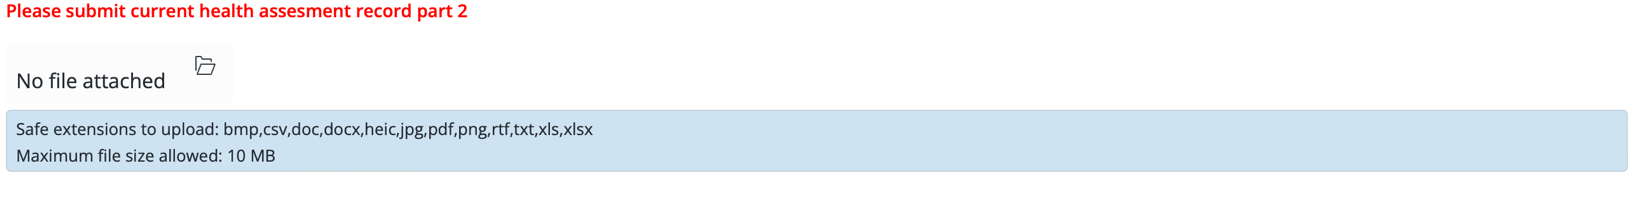 Please submit current health assesment record part 2
No file attached
Safe extensions to upload: bmp,csv,doc,docx,heic,jpg,pdf,png,rtf,txt,xls,xlsx
Maximum file size allowed: 10 MB